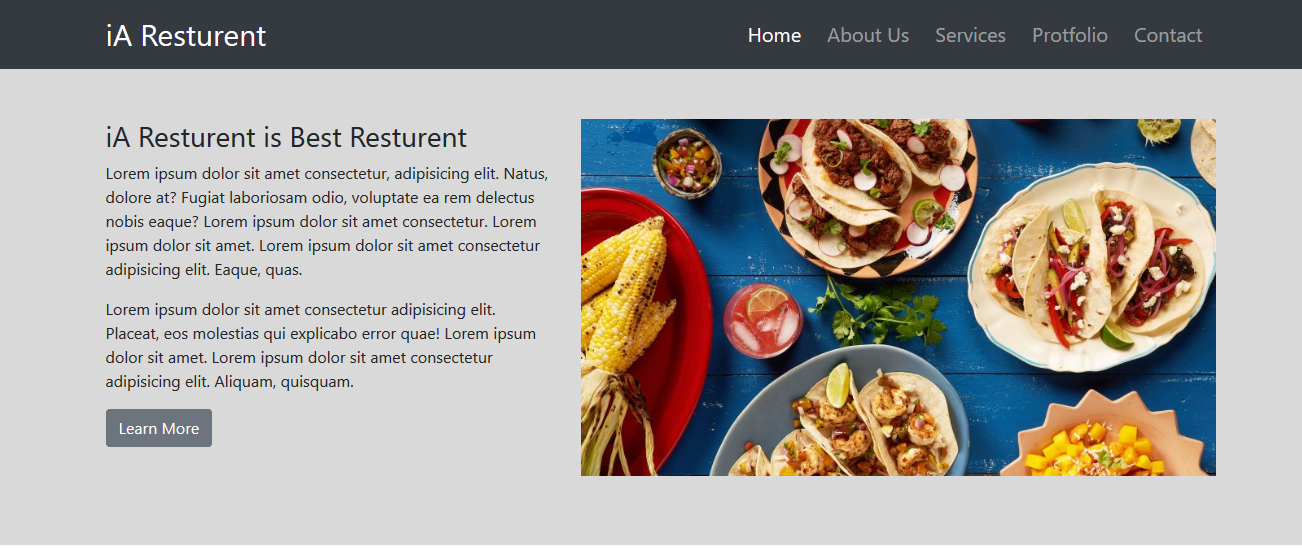 iA Resturent
Home About Us Services Protfolio Contact
iA Resturent is Best Resturent
Lorem ipsum dolor sit amet consectetur, adipisicing elit. Natus,
dolore at? Fugiat laboriosam odio, voluptate ea rem delectus
nobis eaque? Lorem ipsum dolor sit amet consectetur. Lorem
ipsum dolor sit amet. Lorem ipsum dolor sit amet consectetur
adipisicing elit. Eaque, quas.
Lorem ipsum dolor sit amet consectetur adipisicing elit.
Placeat, eos molestias qui explicabo error quae! Lorem ipsum
dolor sit amet. Lorem ipsum dolor sit amet consectetur
adipisicing elit. Aliquam, quisquam.
Learn More